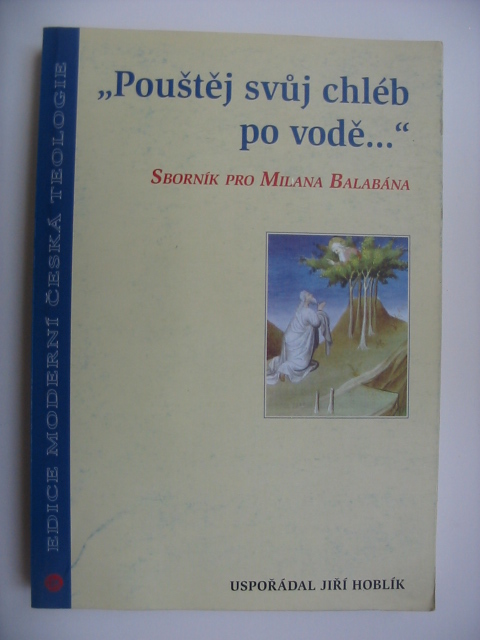 „Pouštěj svůj chléb
po vodě...“
SBORNÍK PRO MILANA BALABÁNA
EDICE MODERNÍ ČESKÁ TEOLOGIE
USPOŘÁDAL JIŘÍ HOBLÍK